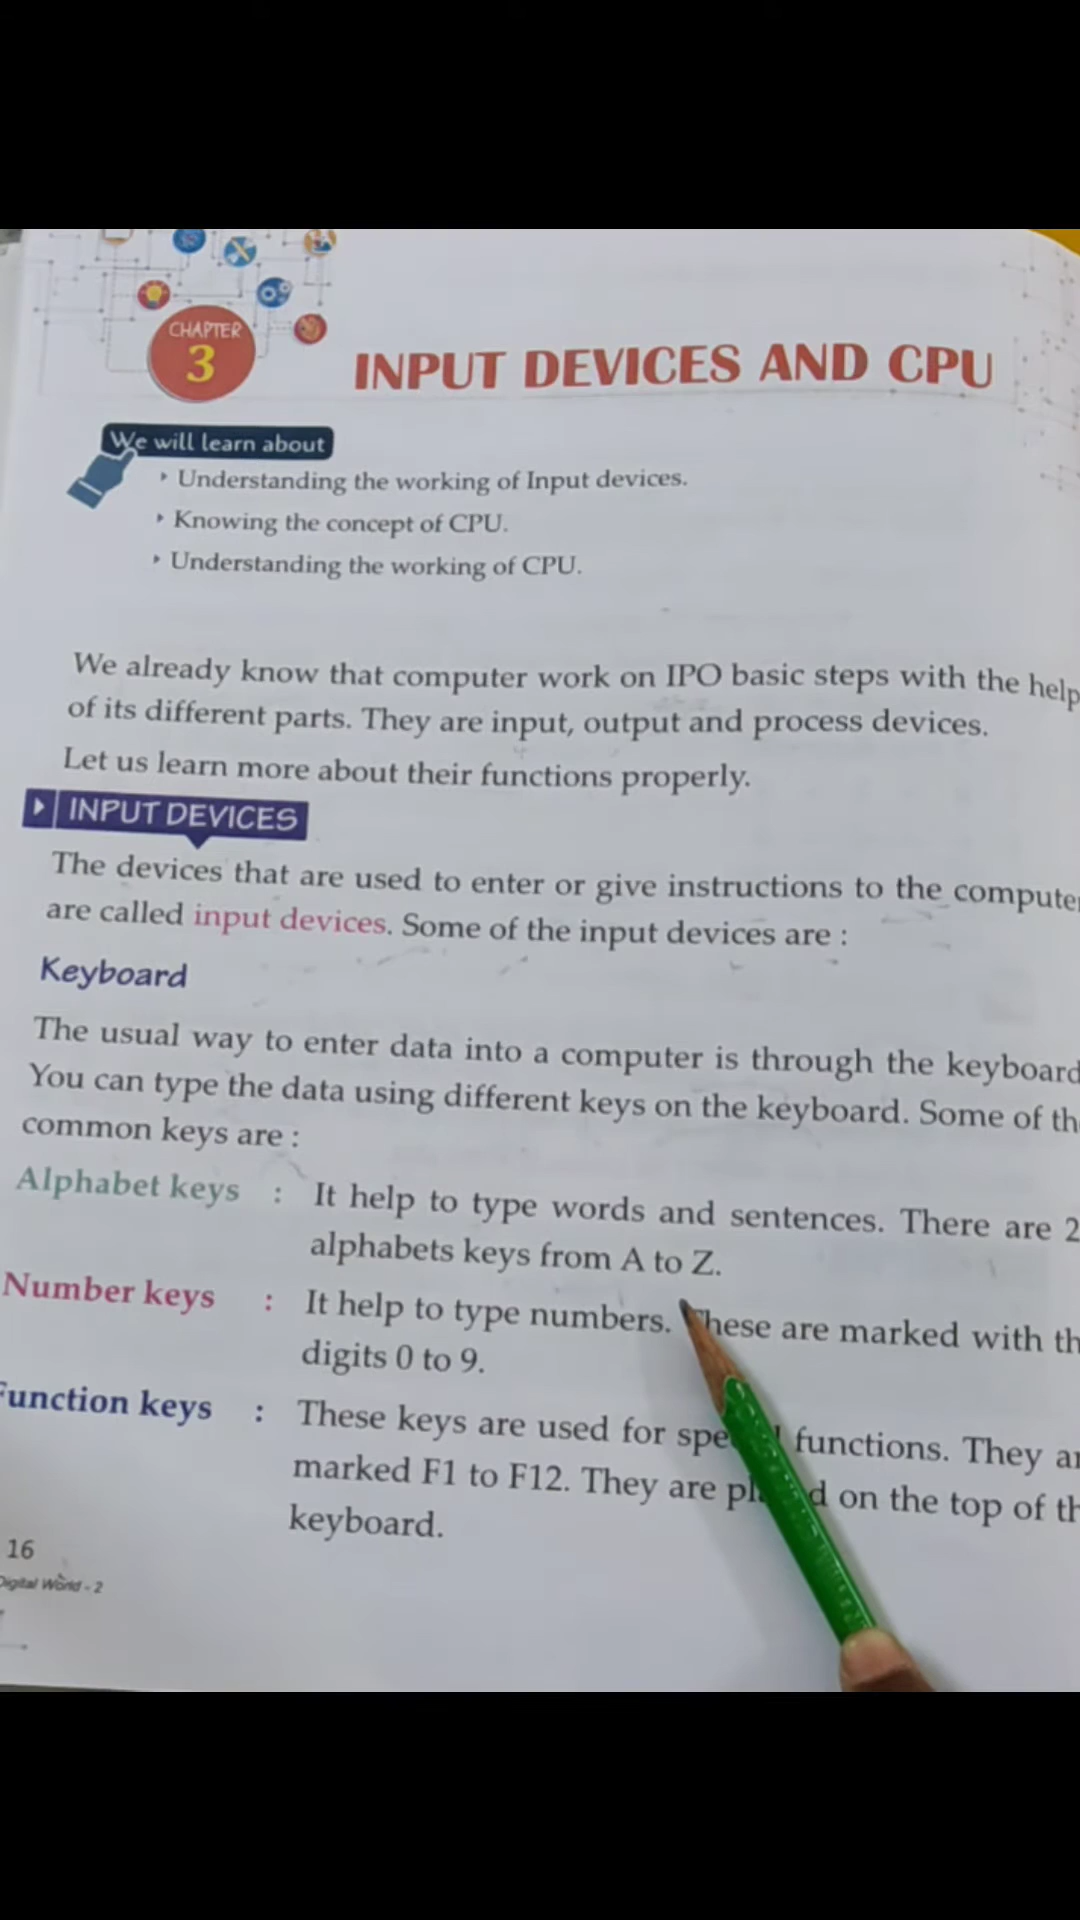 CHAPTER
3
INPUT DEVICES AND CPU
We will learn about
Understanding the working of Input devices.
Knowing the concept of CPU.
Understanding the working of CPU.
We already know that computer work on IPO basic steps with the help
of its different parts. They are input, output and process devices.
Let us learn more about their functions properly.
INPUT DEVICES
The devices that are used to enter or give instructions to the compute
are called input devices. Some of the input devices are :
Keyboard
The usual way to enter data into a computer is through the keyboard
You can type the data using different keys on the keyboard. Some of th
common keys are :
Alphabet keys : It help to type words and sentences. There are 2
alphabets keys from A to Z.
Number keys : It help to type numbers. These are marked with th
digits 0 to 9.
Function keys : These keys are used for functions. They
marked F1 to F12. They are on the top of th
keyboard.
16
Digital World - 2